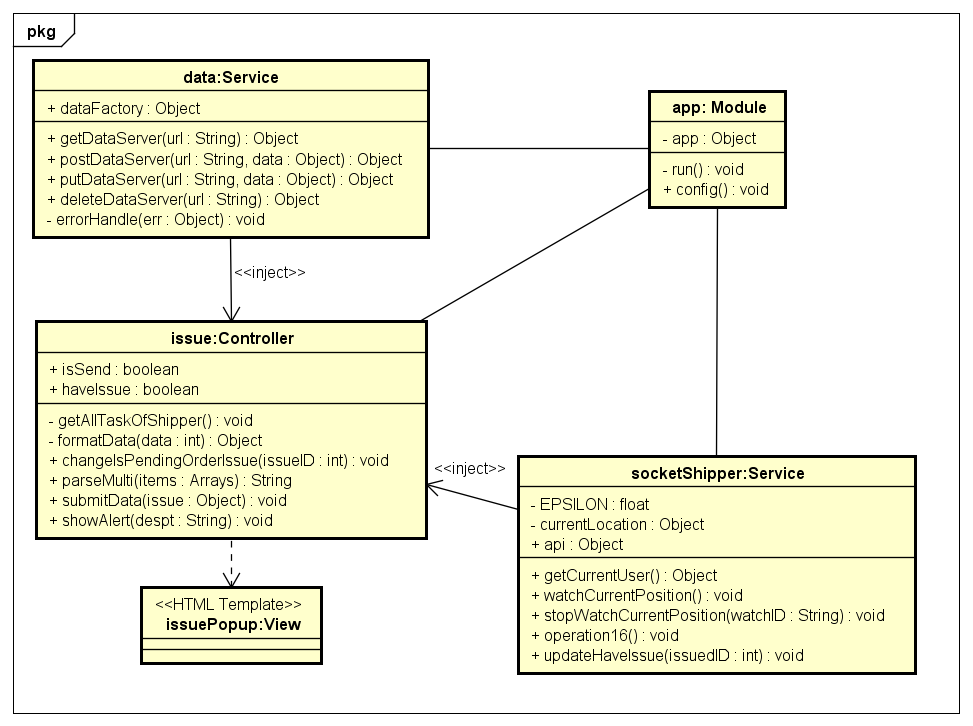 pkg
data:Service
+ dataFactory : Object
+ getDataServer(url : String) : Object
+ postDataServer(url : String, data : Object) : Object
+ putDataServer(url : String, data : Object) : Object
+ deleteDataServer(url : String) : Object
- errorHandle(err : Object) : void
app: Module
- app : Object
- run() : void
+ config() : void
<<inject>>
issue:Controller
+ isSend : boolean
+ haveIssue : boolean
- getAllTaskOfShipper() : void
- formatData(data : int) : Object
+ changeIsPendingOrderIssue(issueID : int) : void
+ parseMulti(items : Arrays) : String
+ submitData(issue : Object) : void
+ showAlert(despt : String) : void
<<inject>>
socketShipper:Service
- EPSILON : float
- currentLocation : Object
+ api : Object
+ getCurrentUser() : Object
+ watchCurrentPosition() : void
+ stopWatchCurrentPosition(watchID : String) : void
+ operation16() : void
+ updateHaveIssue(issuedID : int) : void
<<HTML Template>>
issuePopup:View